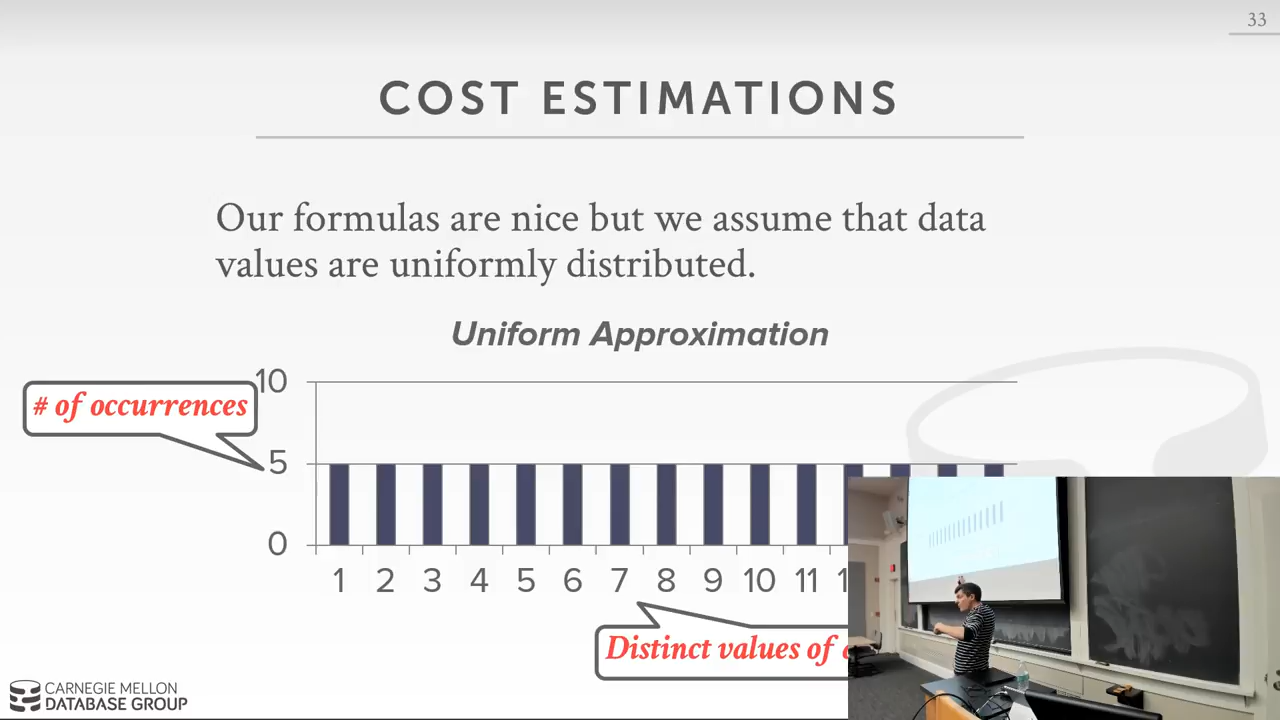 33
COST ESTIMATIONS
Our formulas are nice but we assume that data
values are uniformly distributed.
Uniform Approximation
10
# of occurrences
5
0
1 2 3 4 5 6 7 8 9 10 11
Distinct values of
CARNEGIE MELLON
DATABASE GROUP